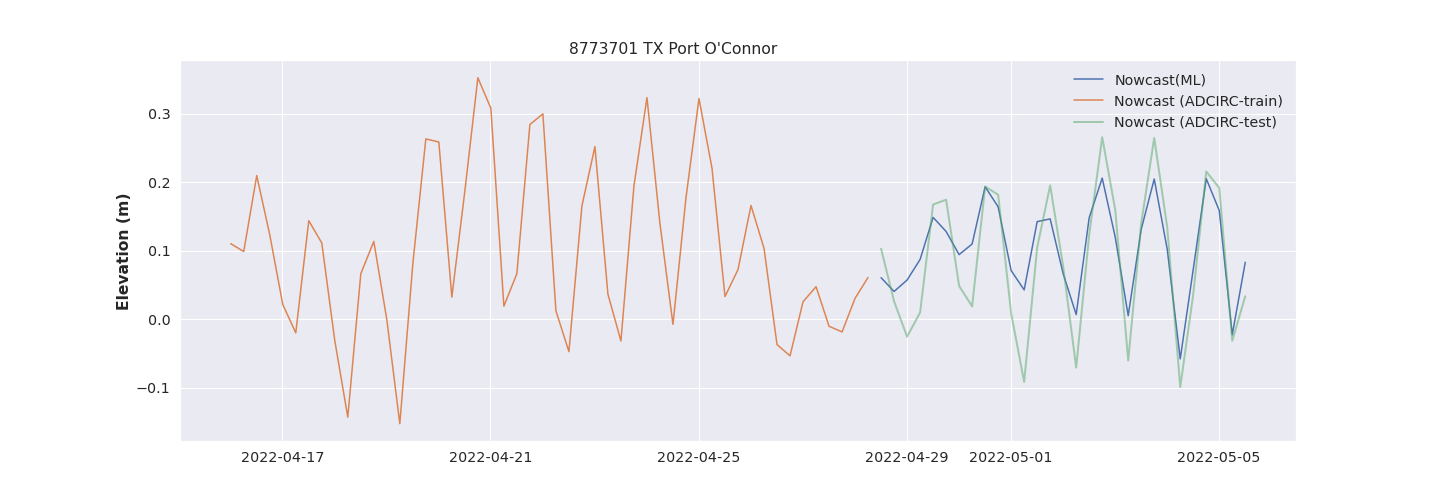 8773701 TX Port O'Connor
Nowcast(ML)
Nowcast (ADCIRC-train)
Nowcast (ADCIRC-test)
Elevation (m)
0.3
0.2
0.1
0.0
−0.1
2022-04-17 2022-04-21 2022-04-25 2022-04-29 2022-05-01 2022-05-05